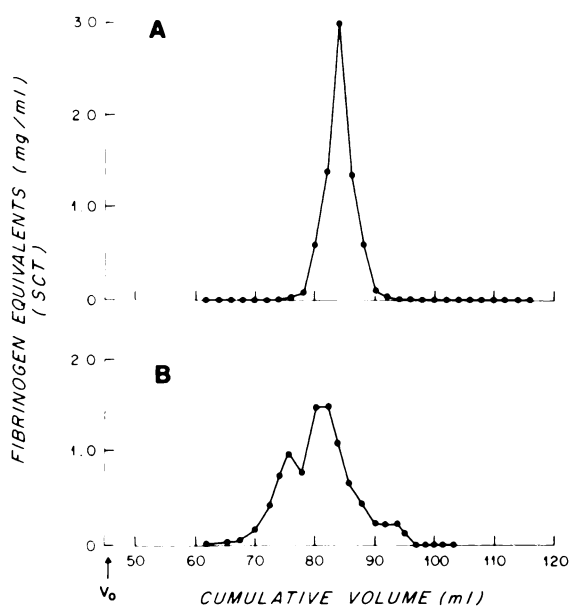 A
FIBRINOGEN EQUIVALENTS (mg/ml)
(SCT)
3 0
2 0
1 0
0
B
2 0
1.0
0
50 60 70 80 90 100 110 120
Vo
CUMULATIVE VOLUME (ml)